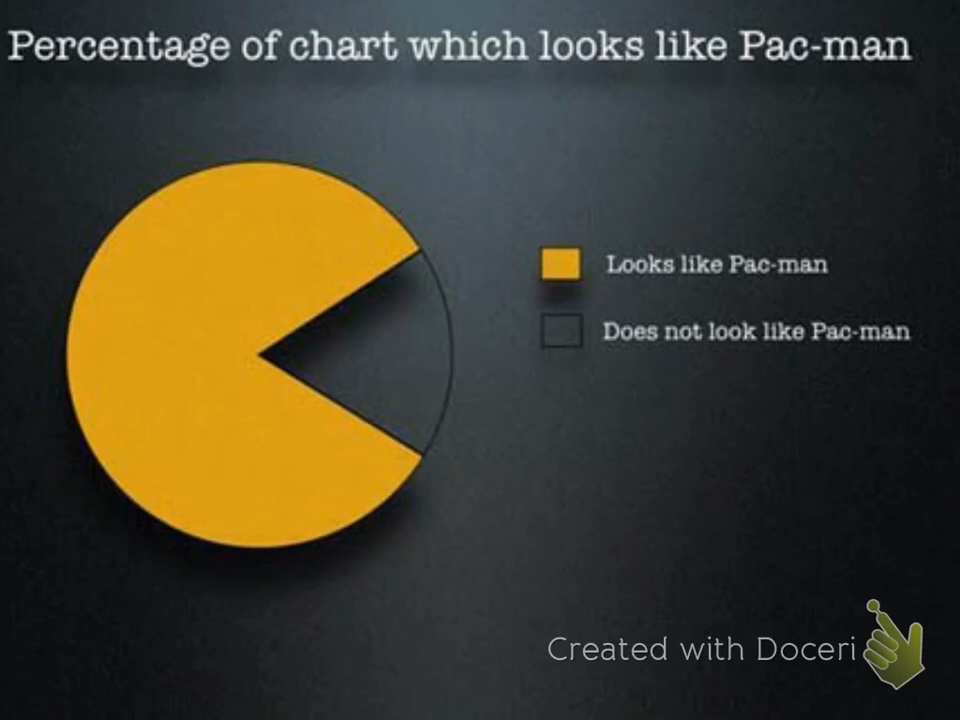 Percentage of chart which looks like Pac-man
Looks like Pac-man
Does not look like Pac-man
Created with Doceri